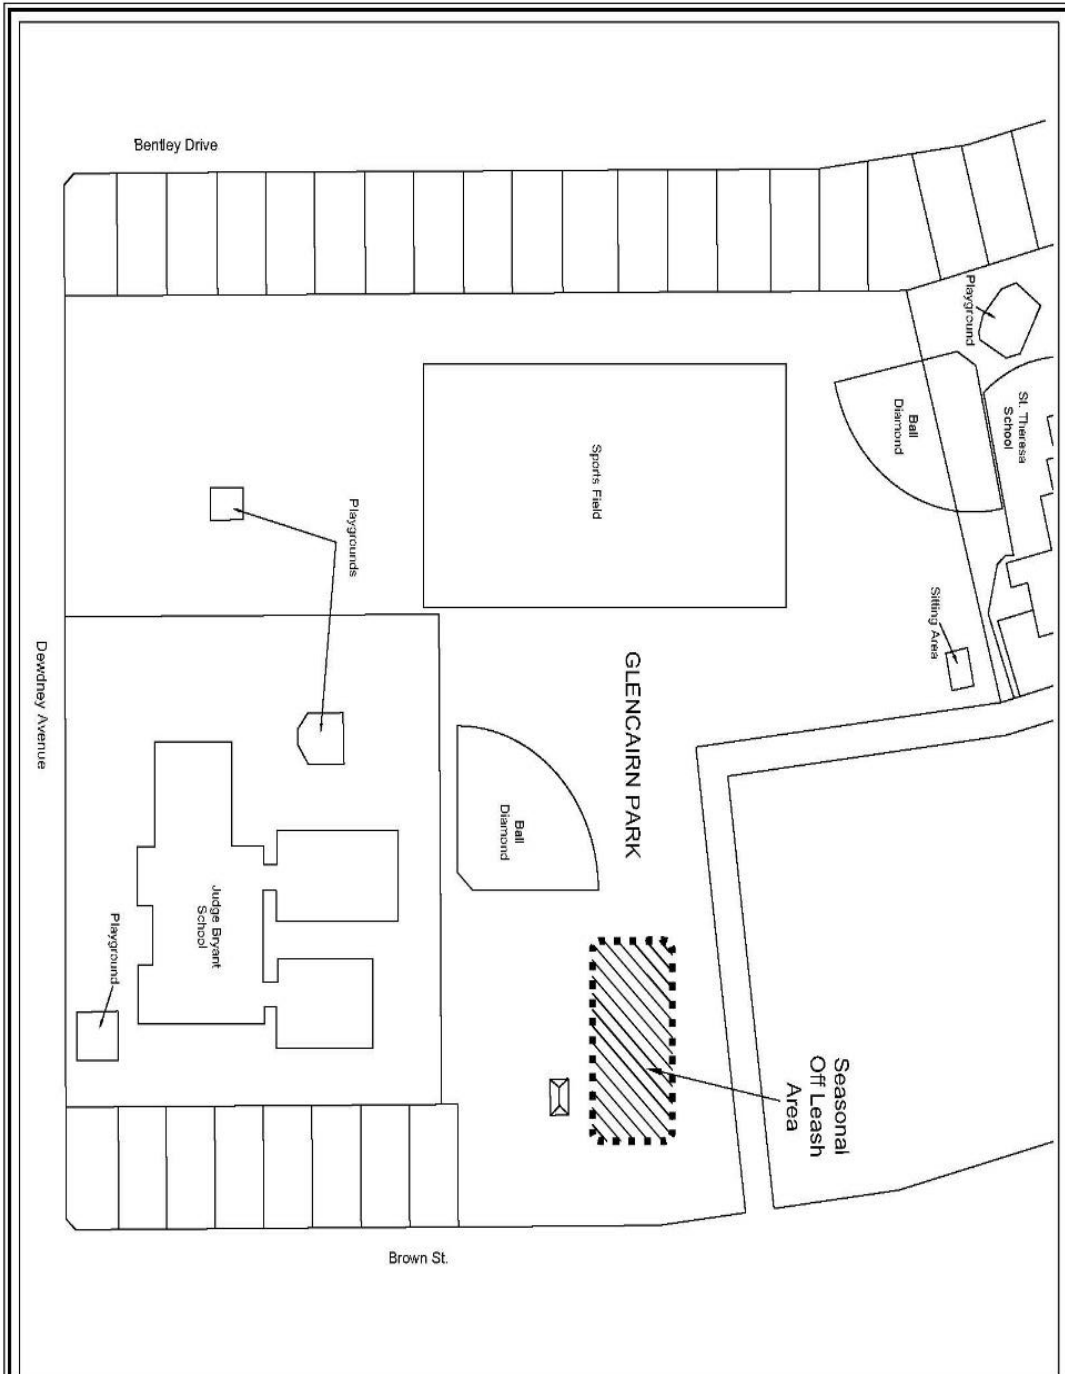 Bentley Drive
Playground
St. Theresa
School
Ball
Diamond
Sports Field
Playgrounds
Sitting Area
GLENCAIRN PARK
Dewdney Avenue
Ball
Diamond
Judge Bryant
School
Playground
Seasonal
Off Leash
Area
Brown St.